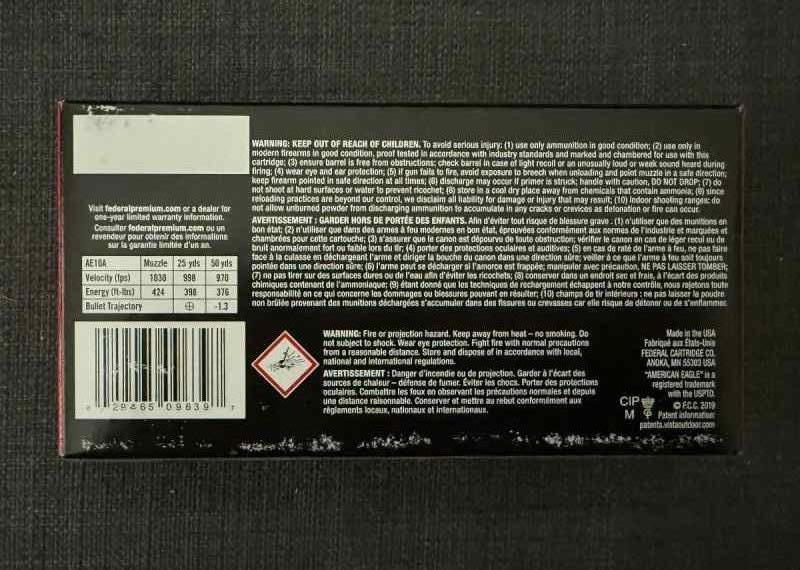 Visit federalpremium.com or a dealer for
one-year limited warranty information.
Consulter federalpremium.com ou un
revendeur pour obtenir des informations
sur la garantie limitée d'un an.
AE10A Muzzle 25 yds 50 yds
Velocity (fps) 1030 998 970
Energy (ft-lbs) 424 398 376
Bullet Trajectory ⊕ -1.3
0 29465 09639 7
WARNING: KEEP OUT OF REACH OF CHILDREN. To avoid serious injury: (1) use only ammunition in good condition; (2) use only in
modern firearms in good condition, proof tested in accordance with industry standards and marked and chambered for use with this
cartridge; (3) ensure barrel is free from obstructions; check barrel in case of light recoil or an unusually loud or weak sound heard during
firing; (4) wear eye and ear protection; (5) if gun fails to fire, avoid exposure to breech when unloading and point muzzle in a safe direction;
keep firearm pointed in safe direction at all times; (6) discharge may occur if primer is struck; handle with caution, DO NOT DROP; (7) do
not shoot at hard surfaces or water to prevent ricochet; (8) store in a cool dry place away from chemicals that contain ammonia; (9) since
reloading practices are beyond our control, we disclaim all liability for damage or injury that may result; (10) Indoor shooting ranges: do
not allow unburned powder from discharging ammunition to accumulate in any cracks or crevices as detonation or fire can occur.
AVERTISSEMENT : GARDER HORS DE PORTÉE DES ENFANTS. Afin d'éviter tout risque de blessure grave : (1) n'utiliser que des munitions en
bon état; (2) n'utiliser que dans des armes à feu modernes en bon état, éprouvées conformément aux normes de l'industrie et marquées et
chambrées pour cette cartouche; (3) s'assurer que le canon est dépourvu de toute obstruction; vérifier le canon en cas de léger recul ou de
bruit anormalement fort ou faible lors du tir; (4) porter des protections oculaires et auditives; (5) en cas de raté de l'arme à feu, ne pas faire
face à la culasse en déchargeant l'arme et diriger la bouche du canon dans une direction sûre; veiller à ce que l'arme à feu soit toujours
pointée dans une direction sûre; (6) l'arme peut se décharger si l'amorce est frappée; manipuler avec précaution, NE PAS LAISSER TOMBER;
(7) ne pas tirer sur des surfaces dures ou de l'eau afin d'éviter les ricochets; (8) conserver dans un endroit sec et frais, à l'écart des produits
chimiques contenant de l'ammoniaque; (9) étant donné que les techniques de rechargement échappent à notre contrôle, nous rejetons toute
responsabilité en ce qui concerne les dommages ou blessures pouvant en résulter; (10) champs de tir intérieurs : ne pas laisser la poudre
non brûlée provenant des munitions s'accumuler dans des fissures ou crevasses car elle risque de détoner ou de s'enflammer.
WARNING: Fire or projection hazard. Keep away from heat – no smoking. Do
not subject to shock. Wear eye protection. Fight fire with normal precautions
from a reasonable distance. Store and dispose of in accordance with local,
national and international regulations.
AVERTISSEMENT : Danger d'incendie ou de projection. Garder à l'écart des
sources de chaleur – défense de fumer. Éviter les chocs. Porter des protections
oculaires. Combattre les feux en observant les précautions normales et depuis
une distance raisonnable. Conserver et mettre au rebut conformément aux
règlements locaux, nationaux et internationaux.
Made in the USA
Fabriqué aux États-Unis
FEDERAL CARTRIDGE CO.
ANOKA, MN 55303 USA
"AMERICAN EAGLE" is a
registered trademark
with the USPTO.
CIP
M
© F.C.C. 2019
Patent information:
patents.vistaoutdoor.com